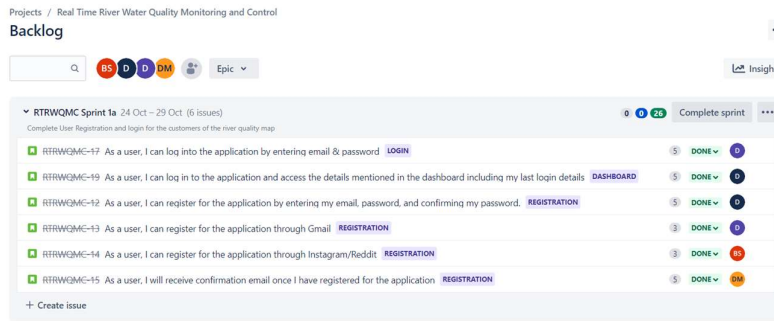 Projects / Real Time River Water Quality Monitoring and Control
Backlog
BS D D DM Epic Insigh
RTRWQMC Sprint 1a 24 Oct – 29 Oct (6 issues) 0 0 26 Complete sprint
Complete User Registration and login for the customers of the river quality map
RTRWQMC-17 As a user, I can log into the application by entering email & password LOGIN 5 DONE D
RTRWQMC-19 As a user, I can log in to the application and access the details mentioned in the dashboard including my last login details DASHBOARD 5 DONE D
RTRWQMC-12 As a user, I can register for the application by entering my email, password, and confirming my password. REGISTRATION 5 DONE D
RTRWQMC-13 As a user, I can register for the application through Gmail REGISTRATION 3 DONE D
RTRWQMC-14 As a user, I can register for the application through Instagram/Reddit REGISTRATION 3 DONE BS
RTRWQMC-15 As a user, I will receive confirmation email once I have registered for the application REGISTRATION 5 DONE DM
+ Create issue